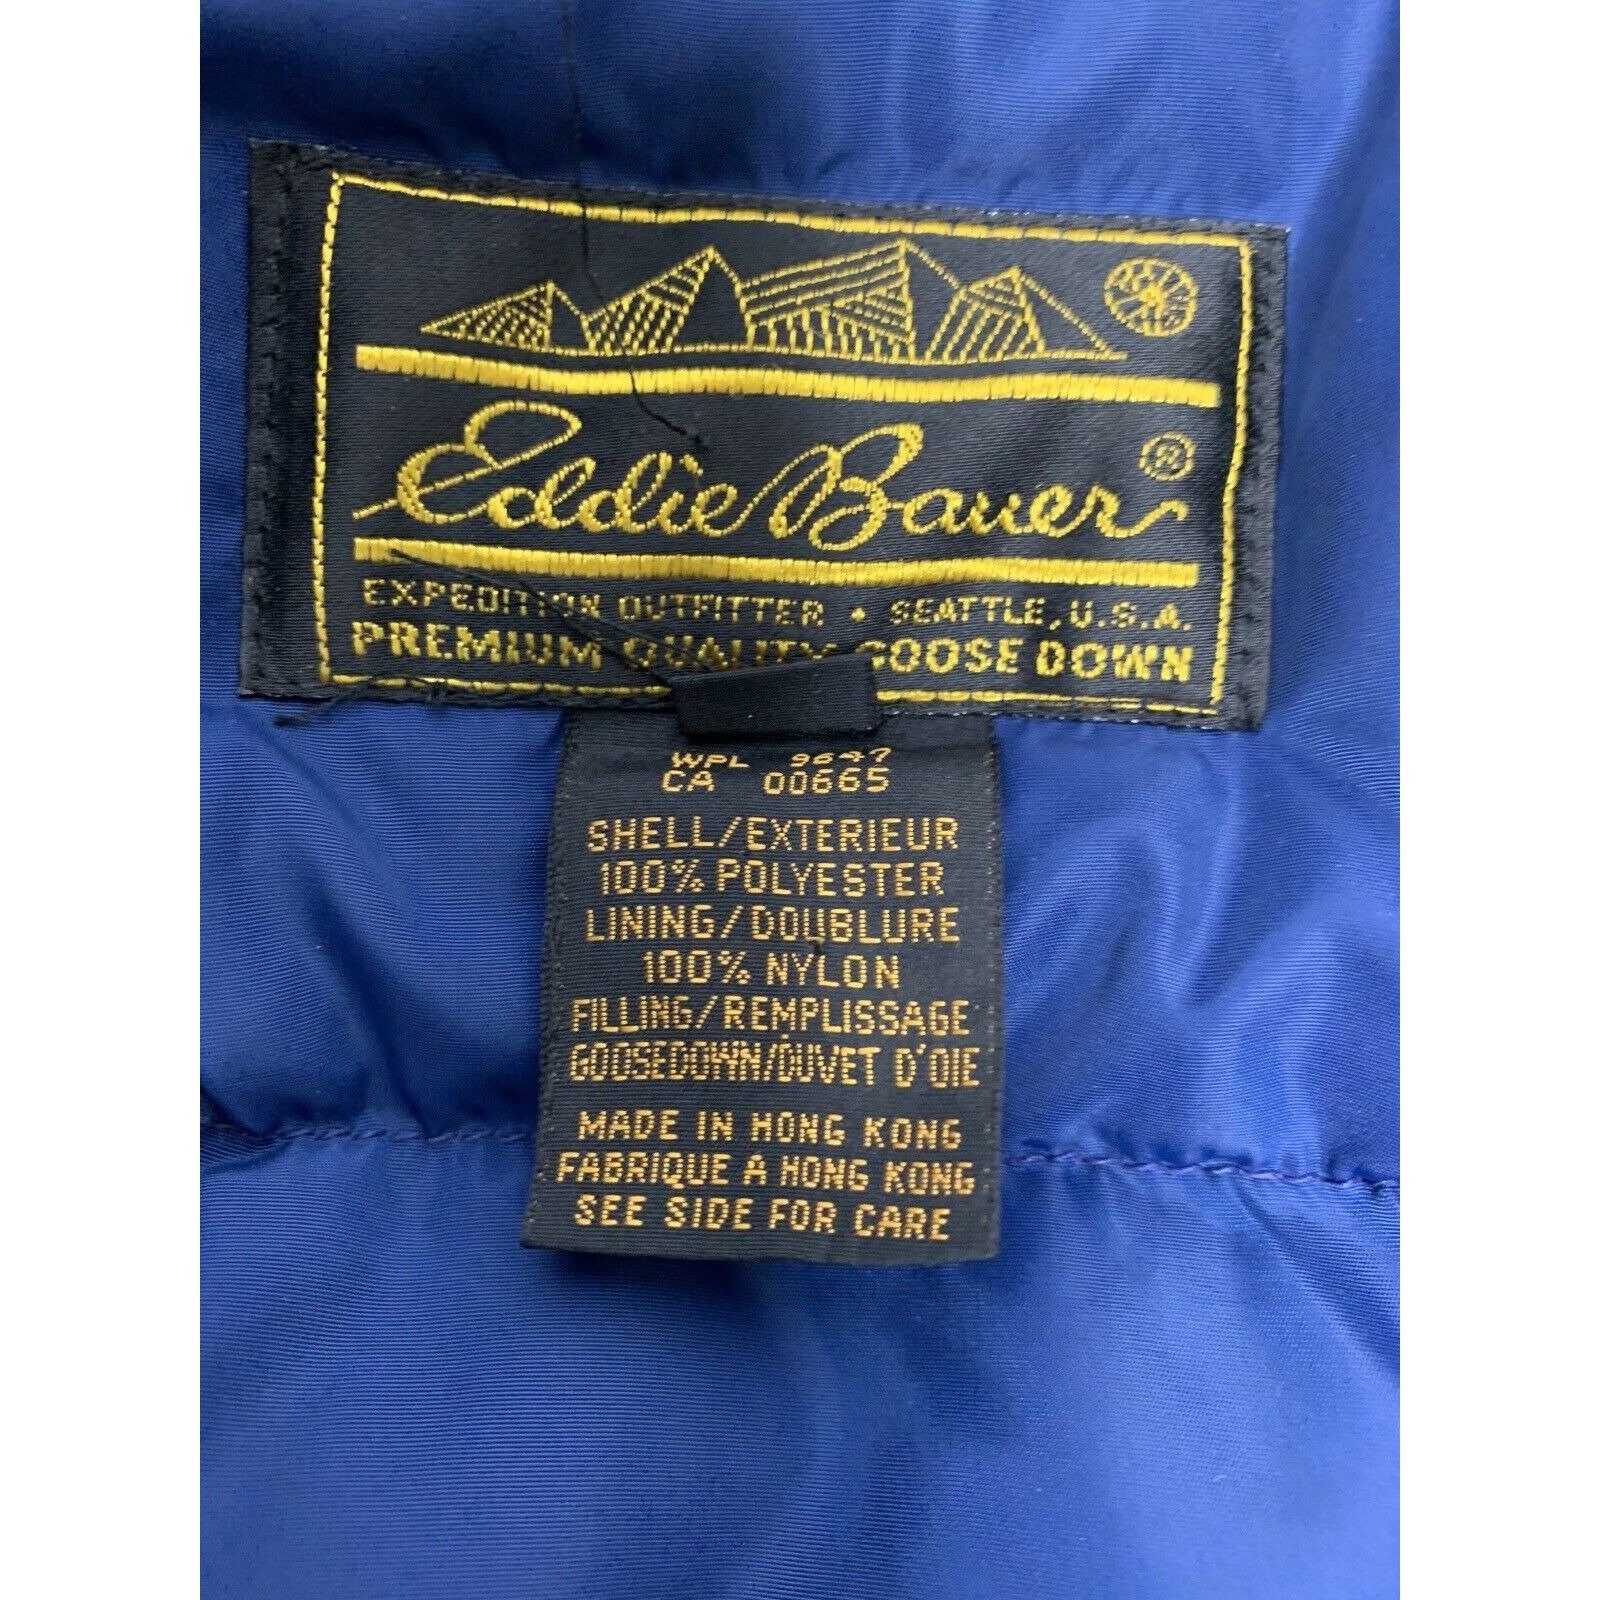 Eddie Bauer ®
EXPEDITION OUTFITTER • SEATTLE, U.S.A.
PREMIUM QUALITY GOOSE DOWN
WPL 9647
CA 00665
SHELL/EXTERIEUR
100% POLYESTER
LINING/DOUBLURE
100% NYLON
FILLING/REMPLISSAGE
GOOSEDOWN/DUVET D'OIE
MADE IN HONG KONG
FABRIQUE A HONG KONG
SEE SIDE FOR CARE